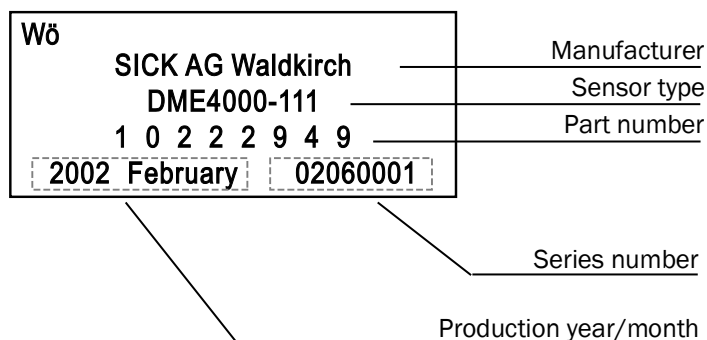 Wö
SICK AG Waldkirch
DME4000-111
1 0 2 2 2 9 4 9
2002 February 02060001
Manufacturer
Sensor type
Part number
Series number
Production year/month